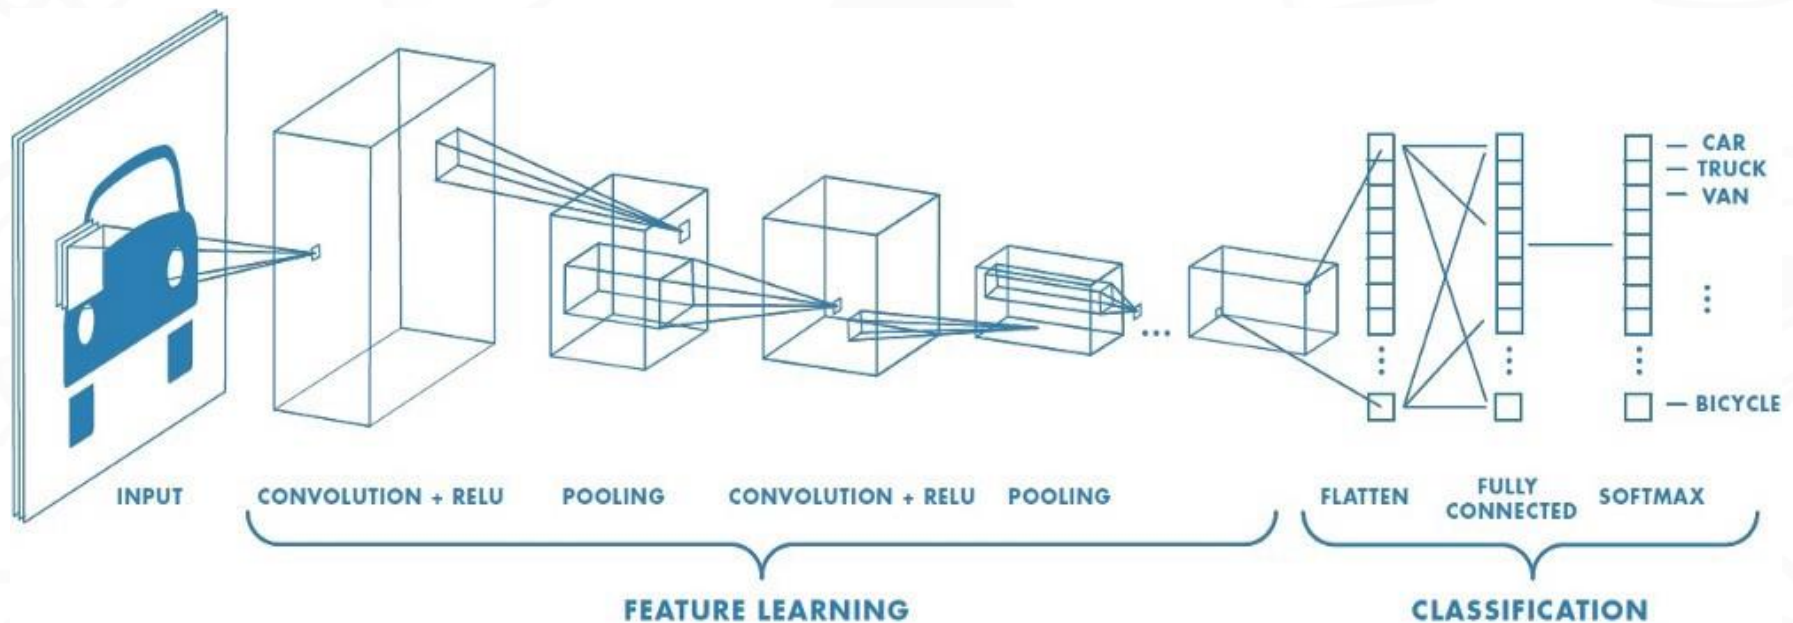 CAR
TRUCK
VAN
BICYCLE
INPUT
CONVOLUTION + RELU
POOLING
CONVOLUTION + RELU
POOLING
FLATTEN
FULLY
CONNECTED
SOFTMAX
FEATURE LEARNING
CLASSIFICATION